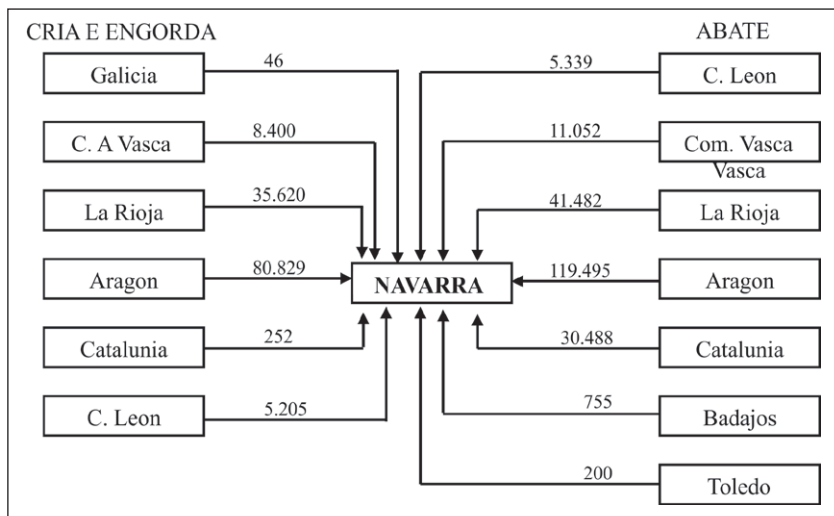 CRIA E ENGORDA
ABATE
Galicia
46
5.339
C. Leon
C. A Vasca
8.400
11.052
Com. Vasca
Vasca
La Rioja
35.620
41.482
La Rioja
Aragon
80.829
NAVARRA
119.495
Aragon
Catalunia
252
30.488
Catalunia
C. Leon
5.205
755
Badajos
200
Toledo